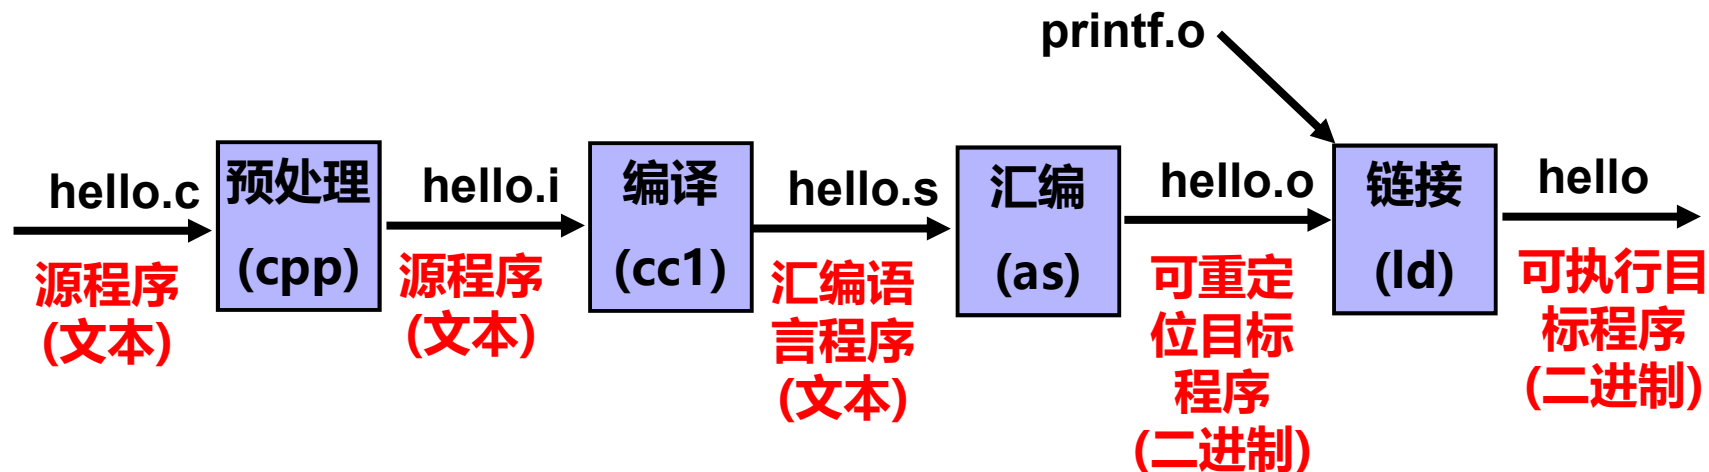 printf.o
hello.c
预处理
(cpp)
hello.i
编译
(cc1)
hello.s
汇编
(as)
hello.o
链接
(ld)
hello
源程序
(文本)
源程序
(文本)
汇编语
言程序
(文本)
可重定
位目标
程序
(二进制)
可执行目
标程序
(二进制)